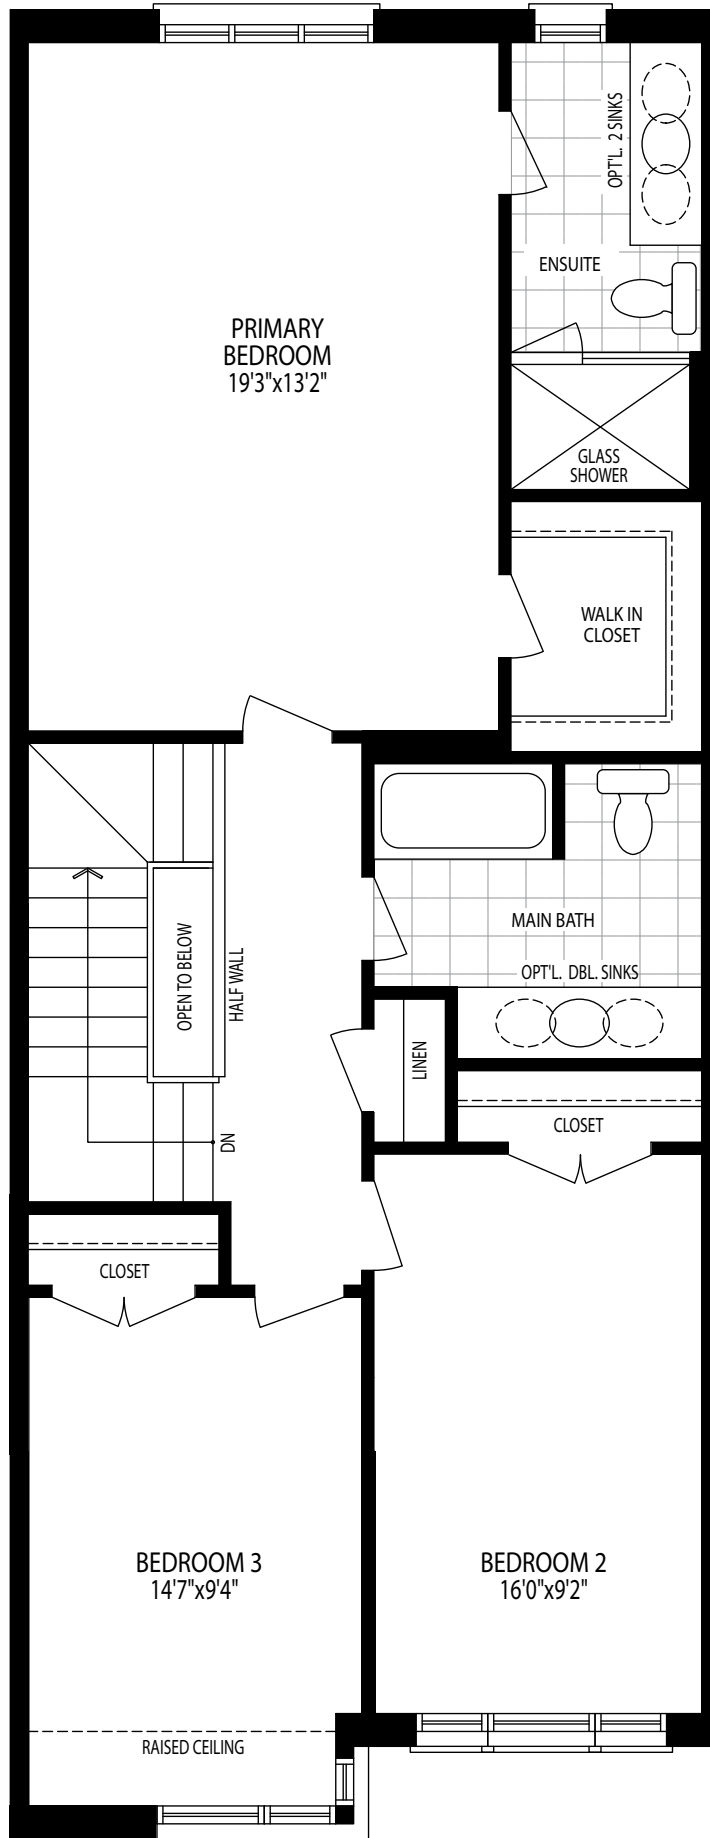 OPT'L. 2 SINKS
ENSUITE
PRIMARY
BEDROOM
19'3"x13'2"
GLASS
SHOWER
WALK IN
CLOSET
MAIN BATH
OPT'L. DBL. SINKS
OPEN TO BELOW
HALF WALL
LINEN
DN
CLOSET
CLOSET
BEDROOM 3
14'7"x9'4"
BEDROOM 2
16'0"x9'2"
RAISED CEILING